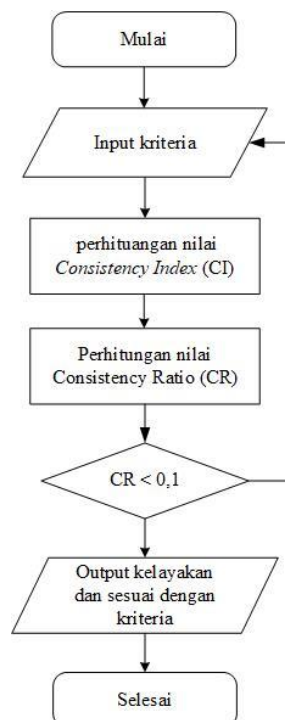 Mulai
Input kriteria
perhituangan nilai
Consistency Index (CI)
Perhitungan nilai
Consistency Ratio (CR)
CR < 0,1
Output kelayakan
dan sesuai dengan
kriteria
Selesai